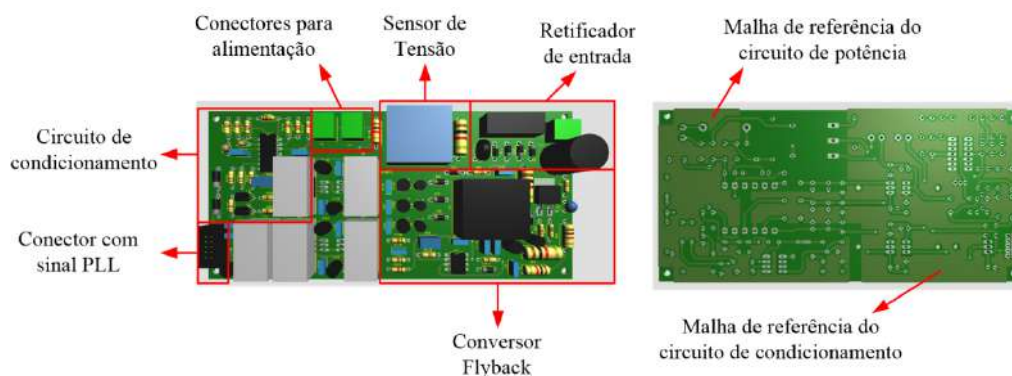 Conectores para
alimentação
Sensor de
Tensão
Retificador
de entrada
Malha de referência do
circuito de potência
Circuito de
condicionamento
Conector com
sinal PLL
Conversor
Flyback
Malha de referência do
circuito de condicionamento